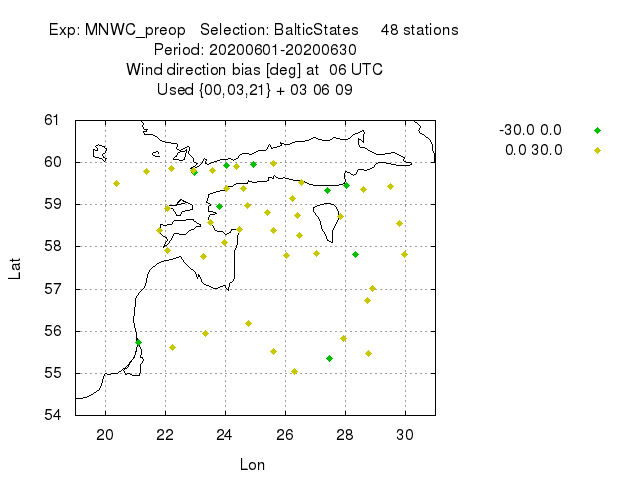 Exp: MNWC_preop   Selection: BalticStates     48 stations
Period: 20200601-20200630
Wind direction bias [deg] at  06 UTC
Used {00,03,21} + 03 06 09
-30.0 0.0
0.0 30.0
61
60
59
58
57
56
55
54
Lat
20 22 24 26 28 30
Lon